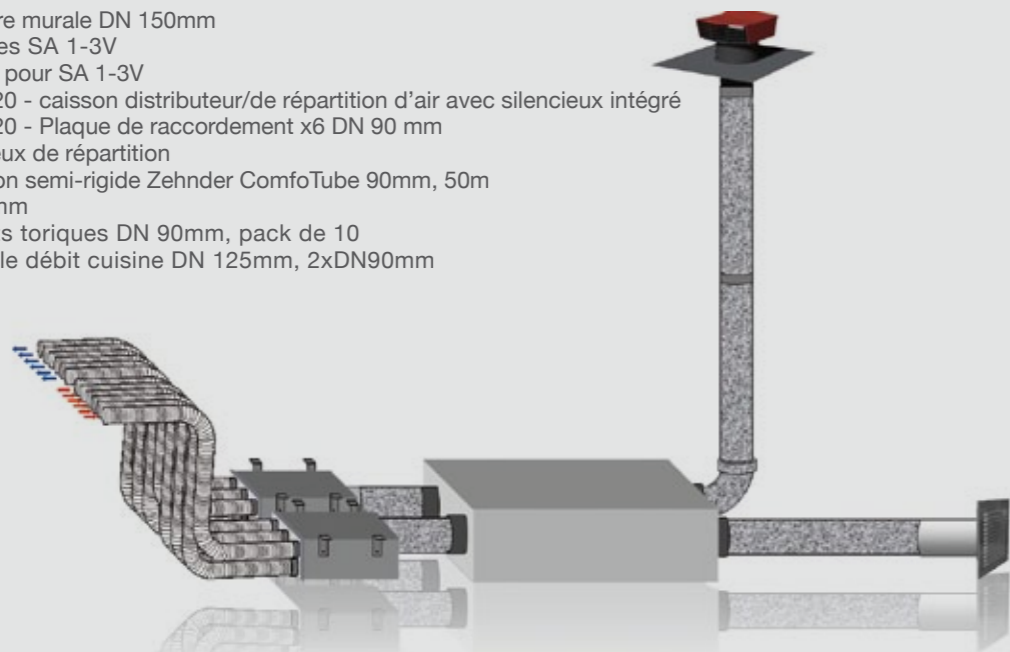 re murale DN 150mm
es SA 1-3V
pour SA 1-3V
20 - caisson distributeur/de répartition d'air avec silencieux intégré
20 - Plaque de raccordement x6 DN 90 mm
ux de répartition
on semi-rigide Zehnder ComfoTube 90mm, 50m
mm
s toriques DN 90mm, pack de 10
le débit cuisine DN 125mm, 2xDN90mm